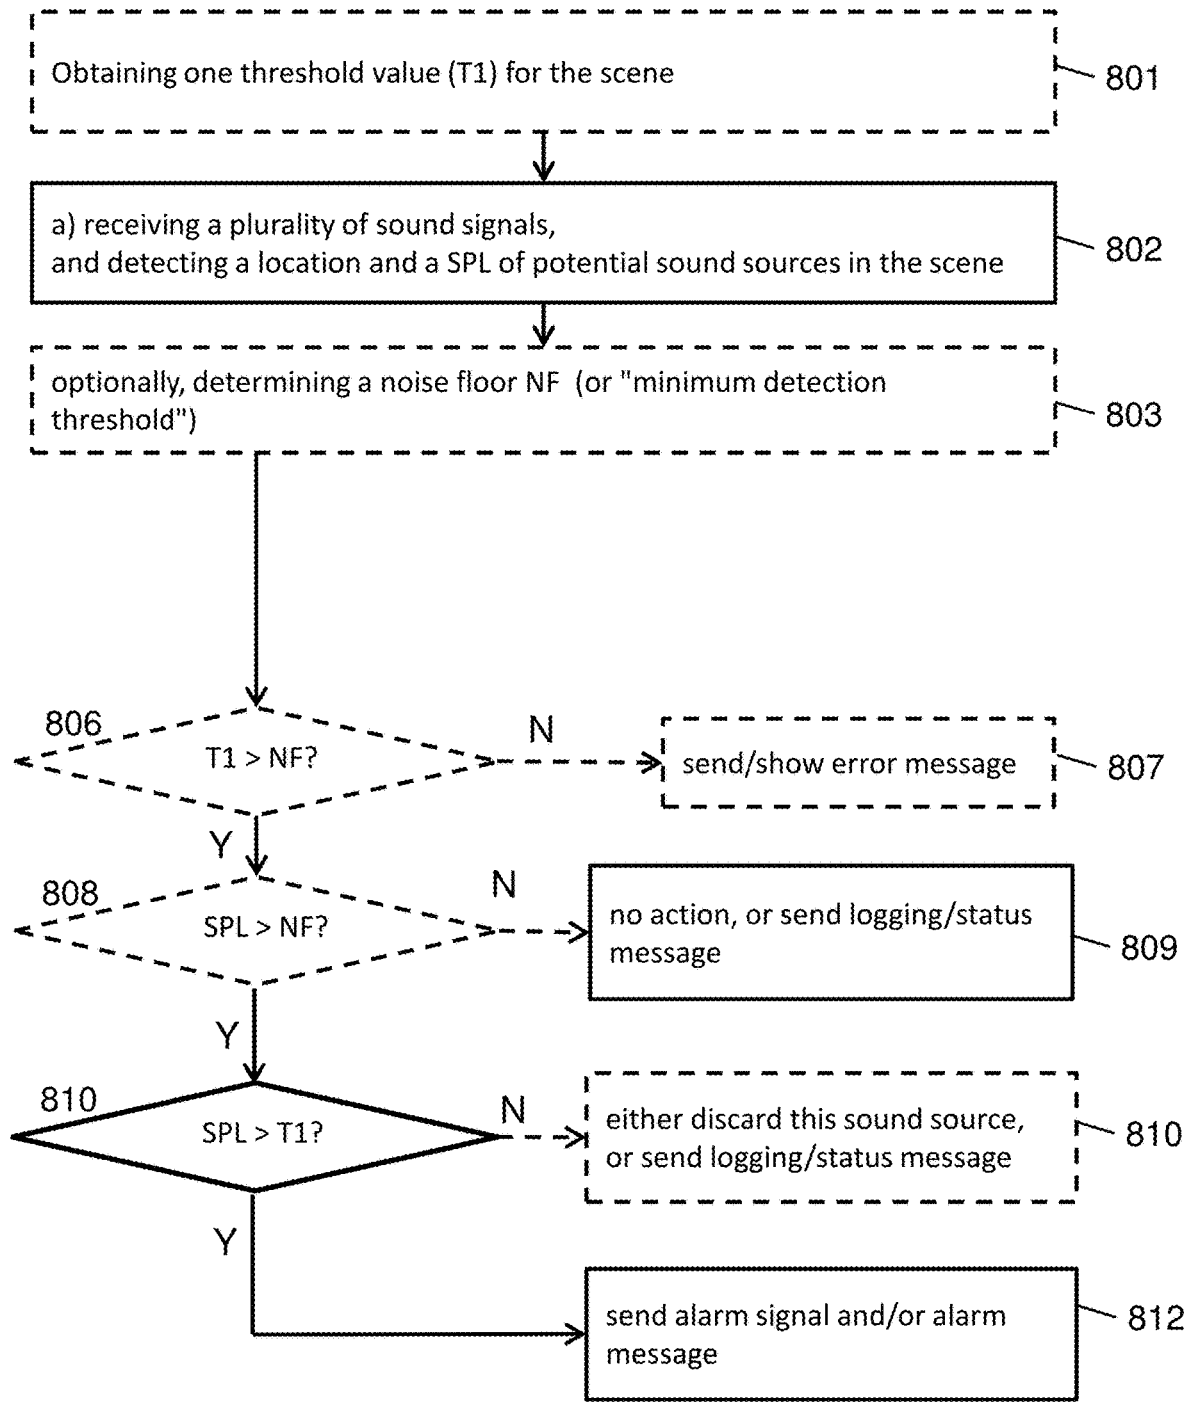 Obtaining one threshold value (T1) for the scene
801
a) receiving a plurality of sound signals,
and detecting a location and a SPL of potential sound sources in the scene
802
optionally, determining a noise floor NF (or "minimum detection
threshold")
803
806
T1 > NF?
N
send/show error message
807
Y
808
SPL > NF?
N
no action, or send logging/status
message
809
Y
810
SPL > T1?
N
either discard this sound source,
or send logging/status message
810
Y
send alarm signal and/or alarm
message
812